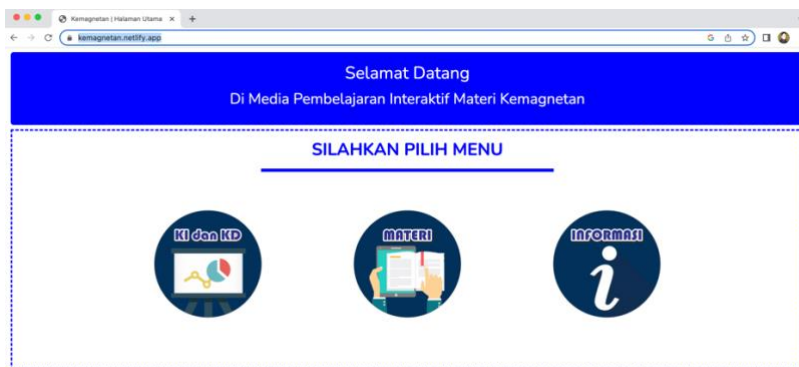 Kemagnetan | Halaman Utama
kemagnetan.netlify.app
Selamat Datang
Di Media Pembelajaran Interaktif Materi Kemagnetan
SILAHKAN PILIH MENU
KI dan KD
MATERI
INFORMASI